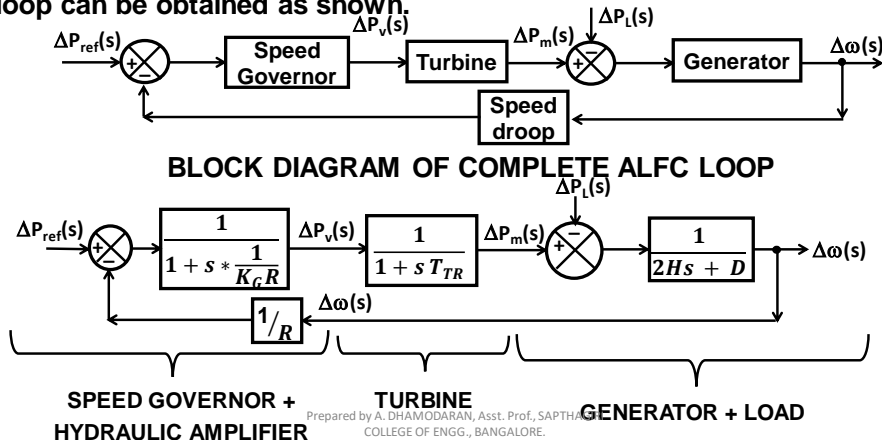 loop can be obtained as shown.
ΔP_ref(s)
Speed Governor
ΔP_v(s)
Turbine
ΔP_m(s)
ΔP_L(s)
Generator
Δω(s)
+
−
+
−
Speed droop
BLOCK DIAGRAM OF COMPLETE ALFC LOOP
ΔP_ref(s)
1 / (1 + s * 1/(K_G R))
ΔP_v(s)
1 / (1 + s T_TR)
ΔP_m(s)
ΔP_L(s)
1 / (2Hs + D)
Δω(s)
+
−
+
−
1/R
Δω(s)
SPEED GOVERNOR + HYDRAULIC AMPLIFIER
TURBINE
GENERATOR + LOAD
Prepared by A. DHAMODARAN, Asst. Prof.,
COLLEGE OF ENGG., BANGALORE.